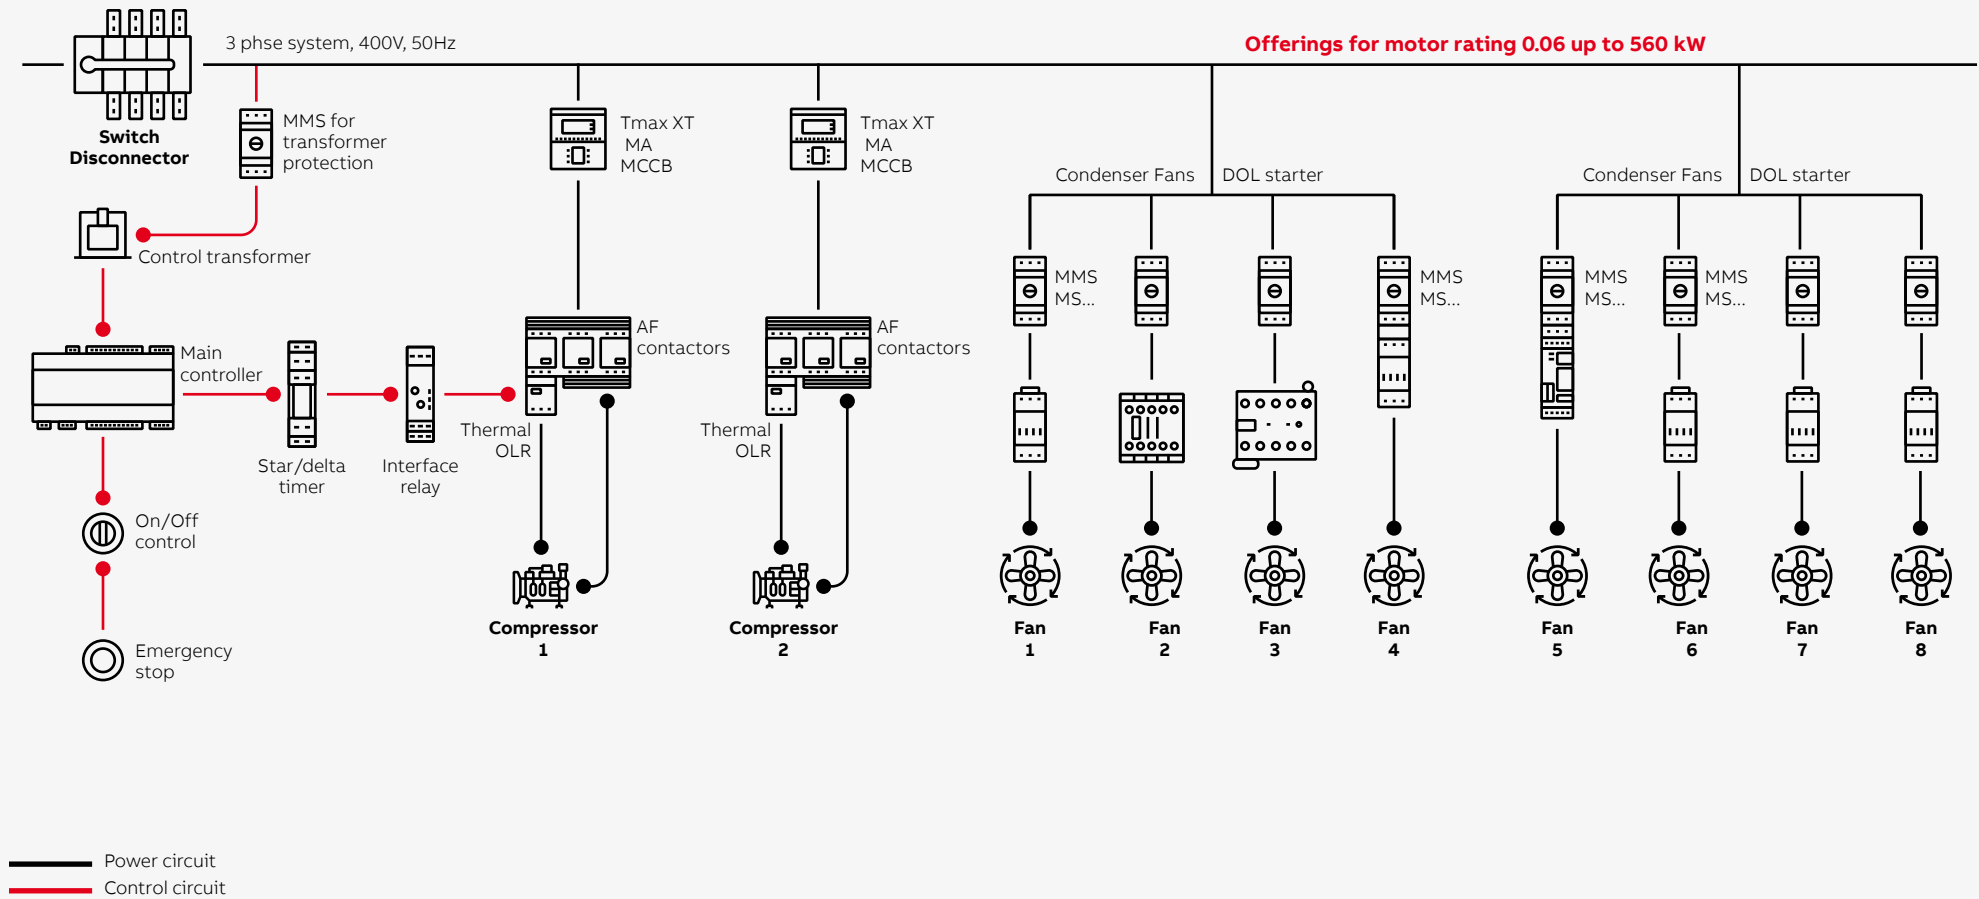 3 phse system, 400V, 50Hz
Offerings for motor rating 0.06 up to 560 kW
Switch
Disconnector
MMS for
transformer
protection
Tmax XT
MA
MCCB
Tmax XT
MA
MCCB
Condenser Fans
DOL starter
Condenser Fans
DOL starter
Control transformer
MMS
MS...
MMS
MS...
MMS
MS...
MMS
MS...
Main
controller
AF
contactors
AF
contactors
Star/delta
timer
Interface
relay
Thermal
OLR
Thermal
OLR
On/Off
control
Emergency
stop
Compressor
1
Compressor
2
Fan
1
Fan
2
Fan
3
Fan
4
Fan
5
Fan
6
Fan
7
Fan
8
Power circuit
Control circuit